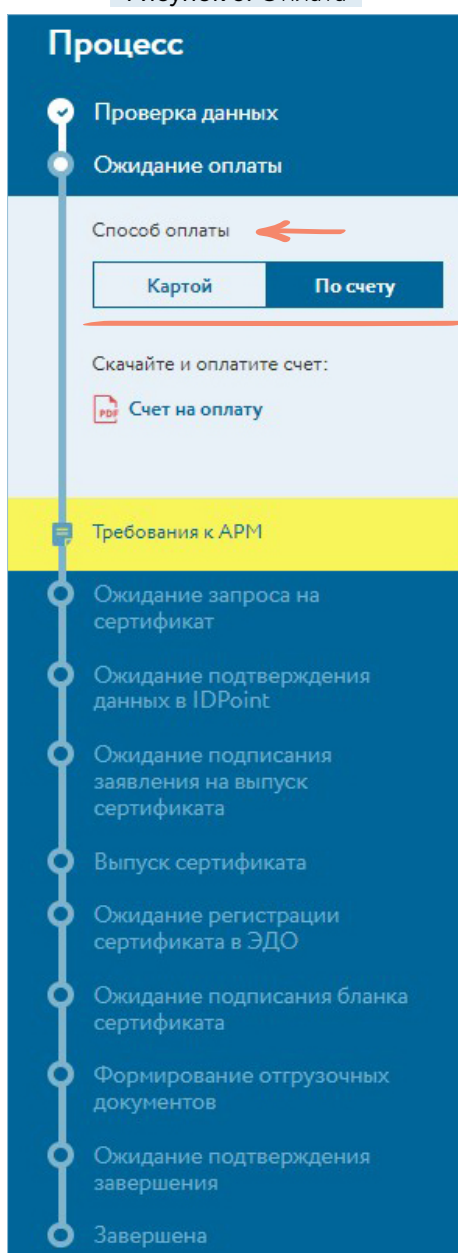 Процесс
Проверка данных
Ожидание оплаты
Способ оплаты
Картой
По счету
Скачайте и оплатите счет:
PDF Счет на оплату
Требования к АРМ
Ожидание запроса на
сертификат
Ожидание подтверждения
данных в IDPoint
Ожидание подписания
заявления на выпуск
сертификата
Выпуск сертификата
Ожидание регистрации
сертификата в ЭДО
Ожидание подписания бланка
сертификата
Формирование отгрузочных
документов
Ожидание подтверждения
завершения
Завершена